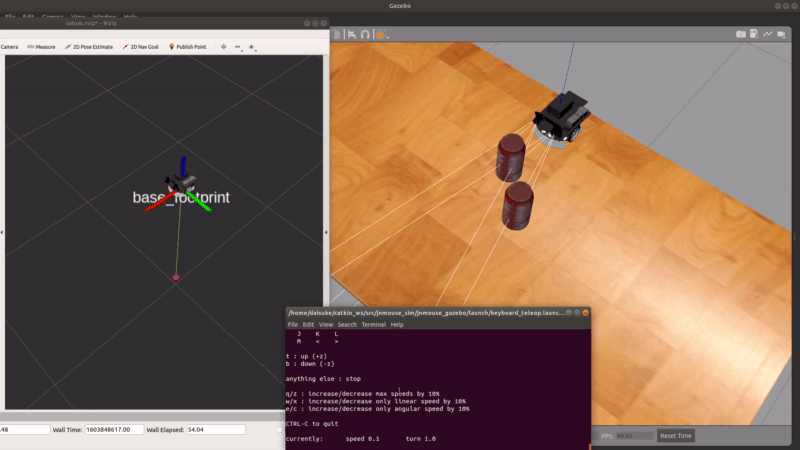 Gazebo
File Edit Camera View Window Help
odom.rviz* - RViz
Camera Measure 2D Pose Estimate 2D Nav Goal Publish Point
base_footprint
/home/daisuke/catkin_ws/src/jnmouse_sim/jnmouse_gazebo/launch/keyboard_teleop.launc...
File Edit View Search Terminal Help
J K L
M < >
t : up (+z)
b : down (-z)
anything else : stop
q/z : increase/decrease max speeds by 10%
w/x : increase/decrease only linear speed by 10%
e/c : increase/decrease only angular speed by 10%
CTRL-C to quit
currently: speed 0.1 turn 1.0
.48 Wall Time: 1603848617.00 Wall Elapsed: 54.04
FPS: Reset Time